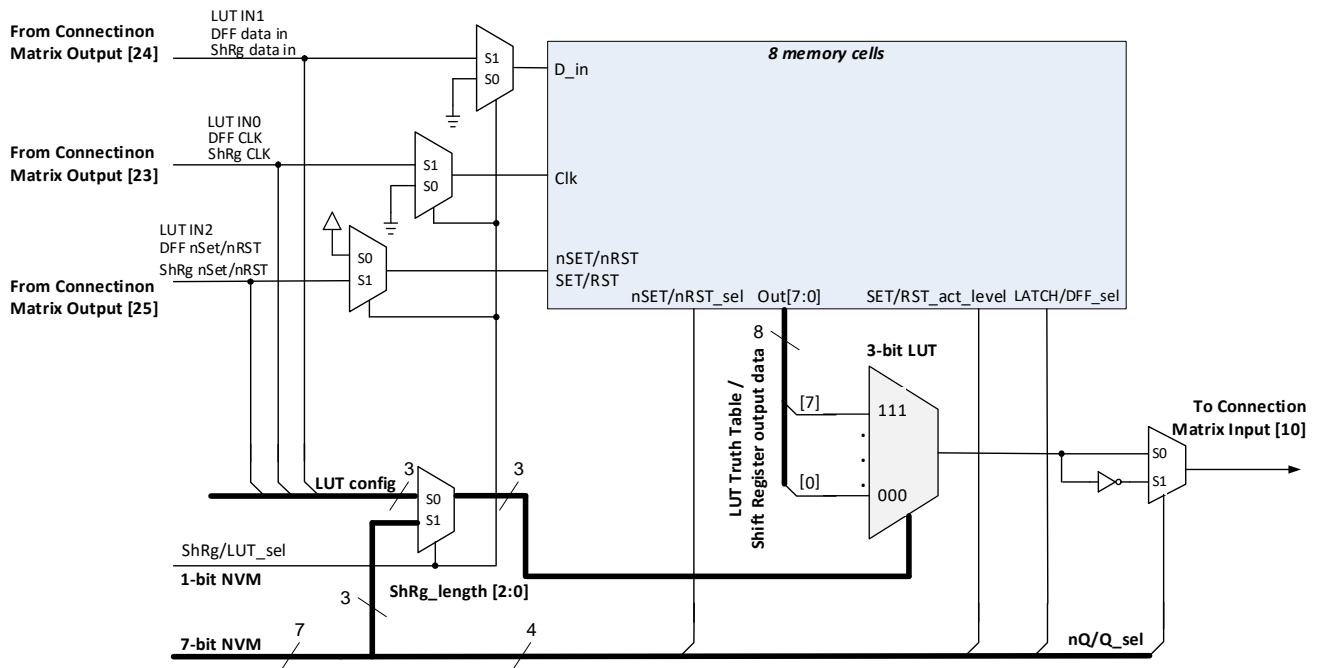 LUT IN1
DFF data in
ShRg data in
From Connectinon
Matrix Output [24]
S1
S0
D_in
8 memory cells
LUT IN0
DFF CLK
ShRg CLK
From Connectinon
Matrix Output [23]
S1
S0
Clk
LUT IN2
DFF nSet/nRST
ShRg nSet/nRST
From Connectinon
Matrix Output [25]
S0
S1
nSET/nRST
SET/RST
nSET/nRST_sel
Out[7:0]
SET/RST_act_level
LATCH/DFF_sel
8
LUT Truth Table /
Shift Register output data
3-bit LUT
[7]
111
[0]
000
To Connection
Matrix Input [10]
S0
S1
LUT config
3
S0
S1
3
ShRg/LUT_sel
1-bit NVM
ShRg_length [2:0]
3
7-bit NVM
7
4
nQ/Q_sel